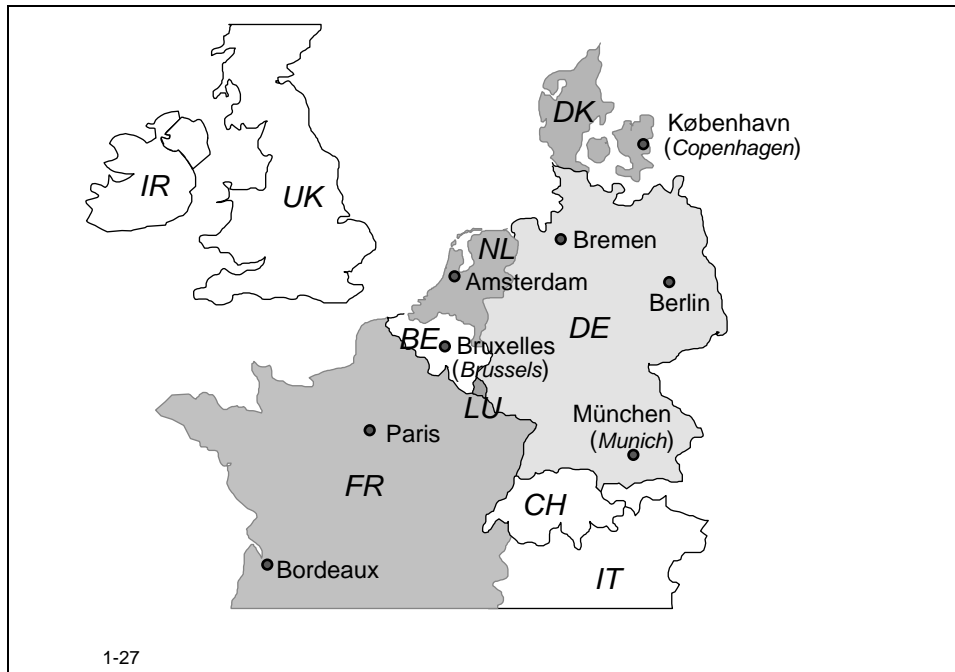 DK
København
(Copenhagen)
IR
UK
NL
Bremen
Amsterdam
Berlin
DE
BE
Bruxelles
(Brussels)
LU
München
(Munich)
Paris
FR
CH
Bordeaux
IT
1-27